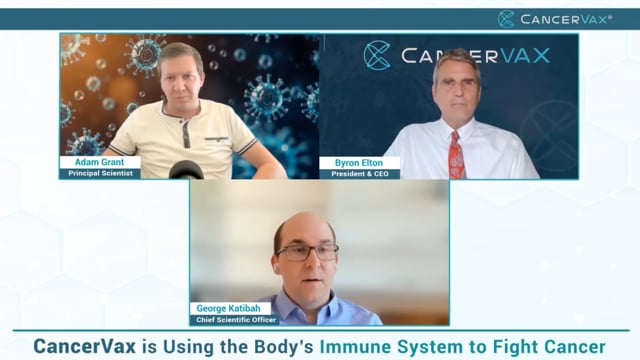 CANCERVAX®
CANCERVAX
Adam Grant
Principal Scientist
Byron Elton
President & CEO
George Katibah
Chief Scientific Officer
CancerVax is Using the Body's Immune System to Fight Cancer